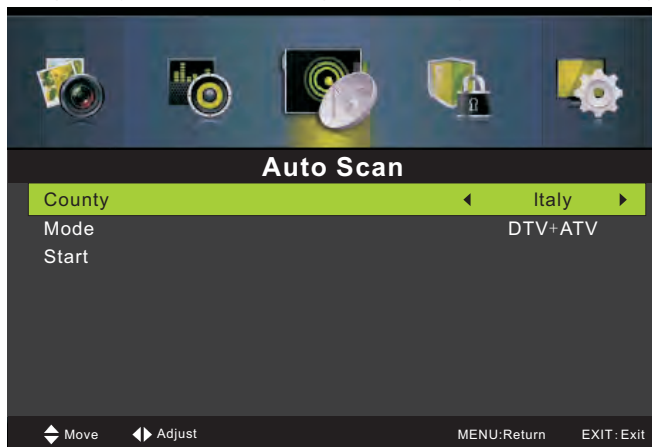 Auto Scan
County Italy
Mode DTV+ATV
Start
Move Adjust MENU:Return EXIT:Exit